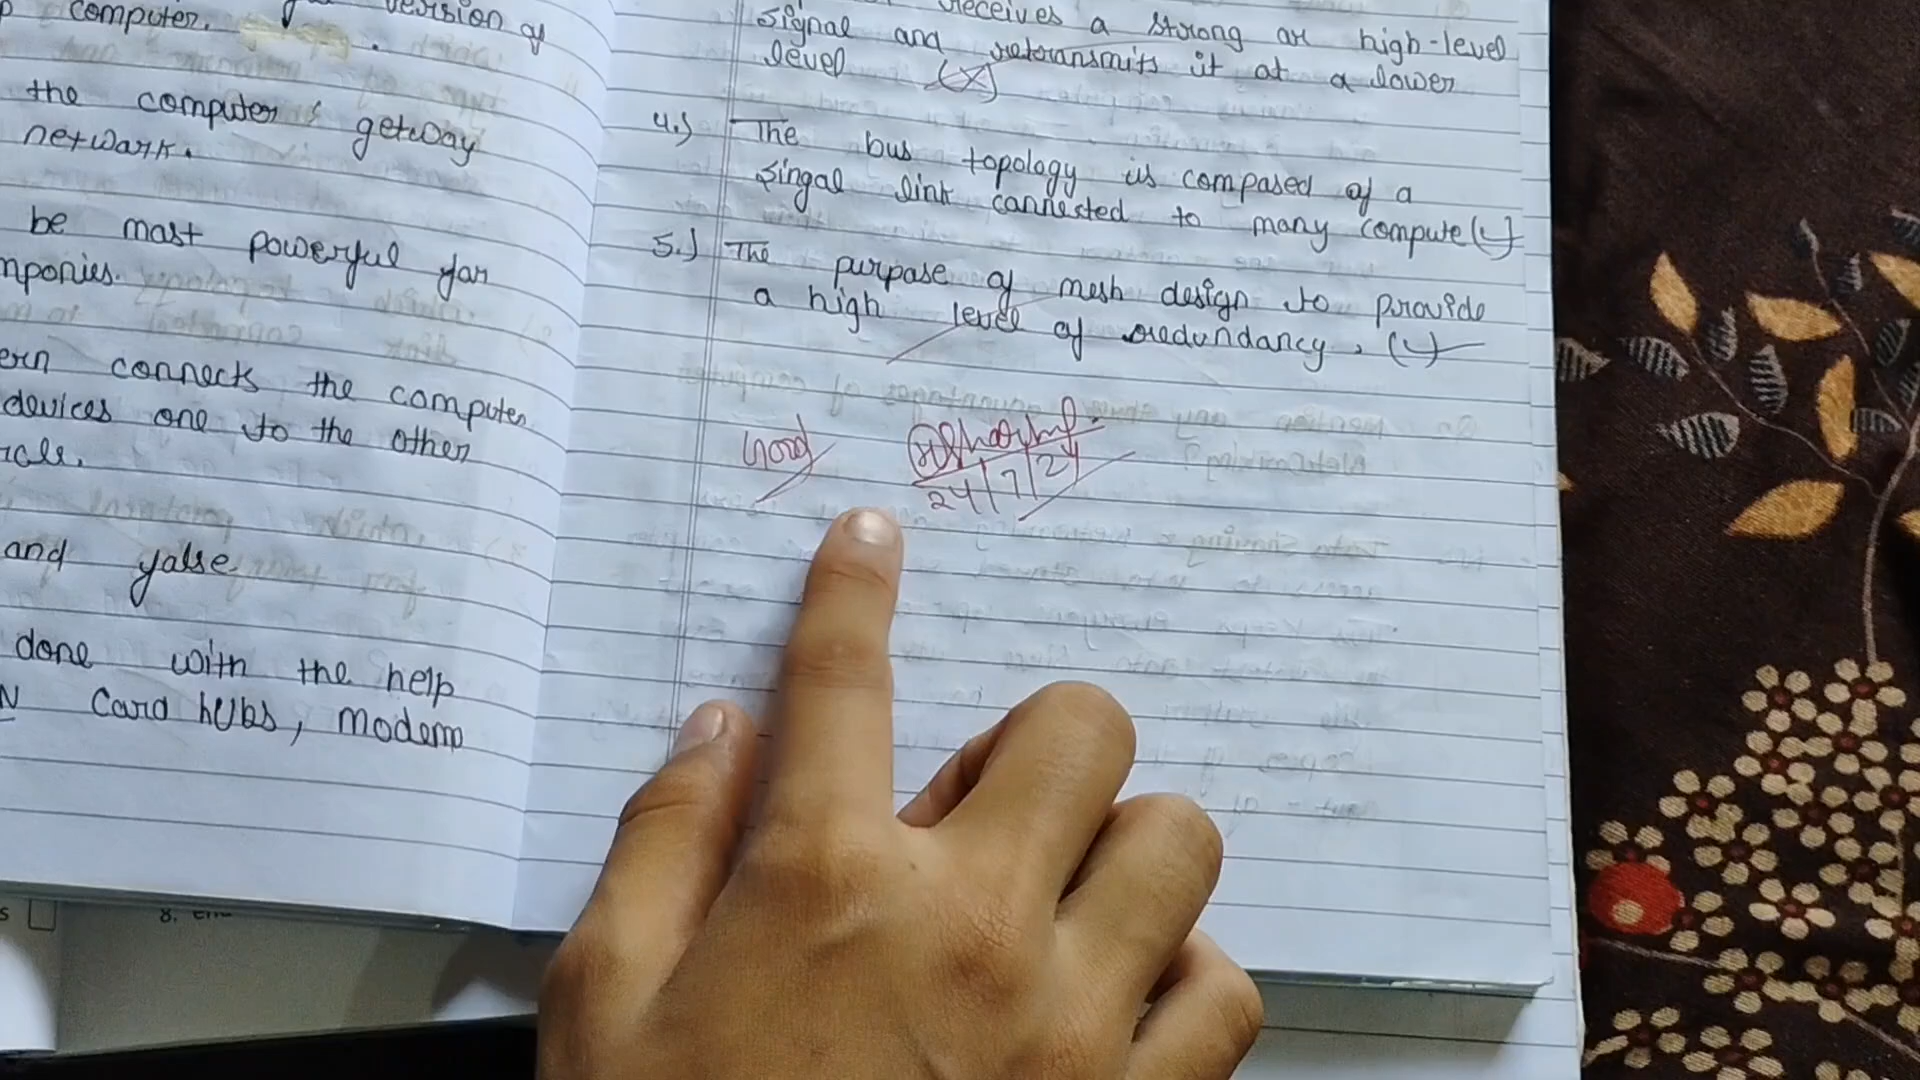 computer. version of
the computer getway
network.
be most powerful for
mponies.
ern connects the computer
devices one to the other
and false
done with the help
N Card hUbs, Modem
receives a strong or high-level
signal and retransmits it at a lower
level (X)
4.) The bus topology is composed of a
singal link connested to many compute(✓)
5.) The purpose of mesh design to provide
a high level of redundancy. (✓)
Good
24/7/24
8.